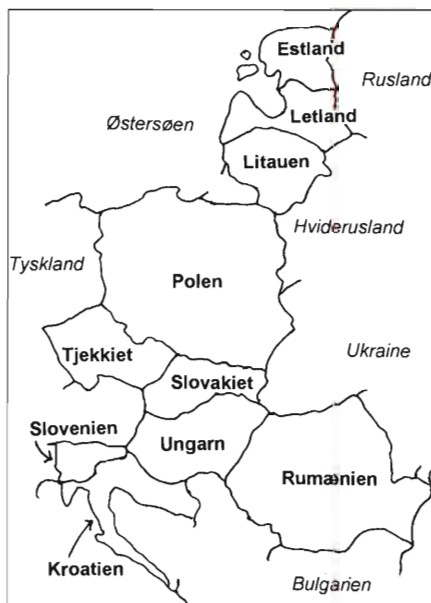 Estland
Rusland
Letland
Østersøen
Litauen
Hviderusland
Tyskland
Polen
Ukraine
Tjekkiet
Slovakiet
Slovenien
Ungarn
Rumænien
Kroatien
Bulgarien